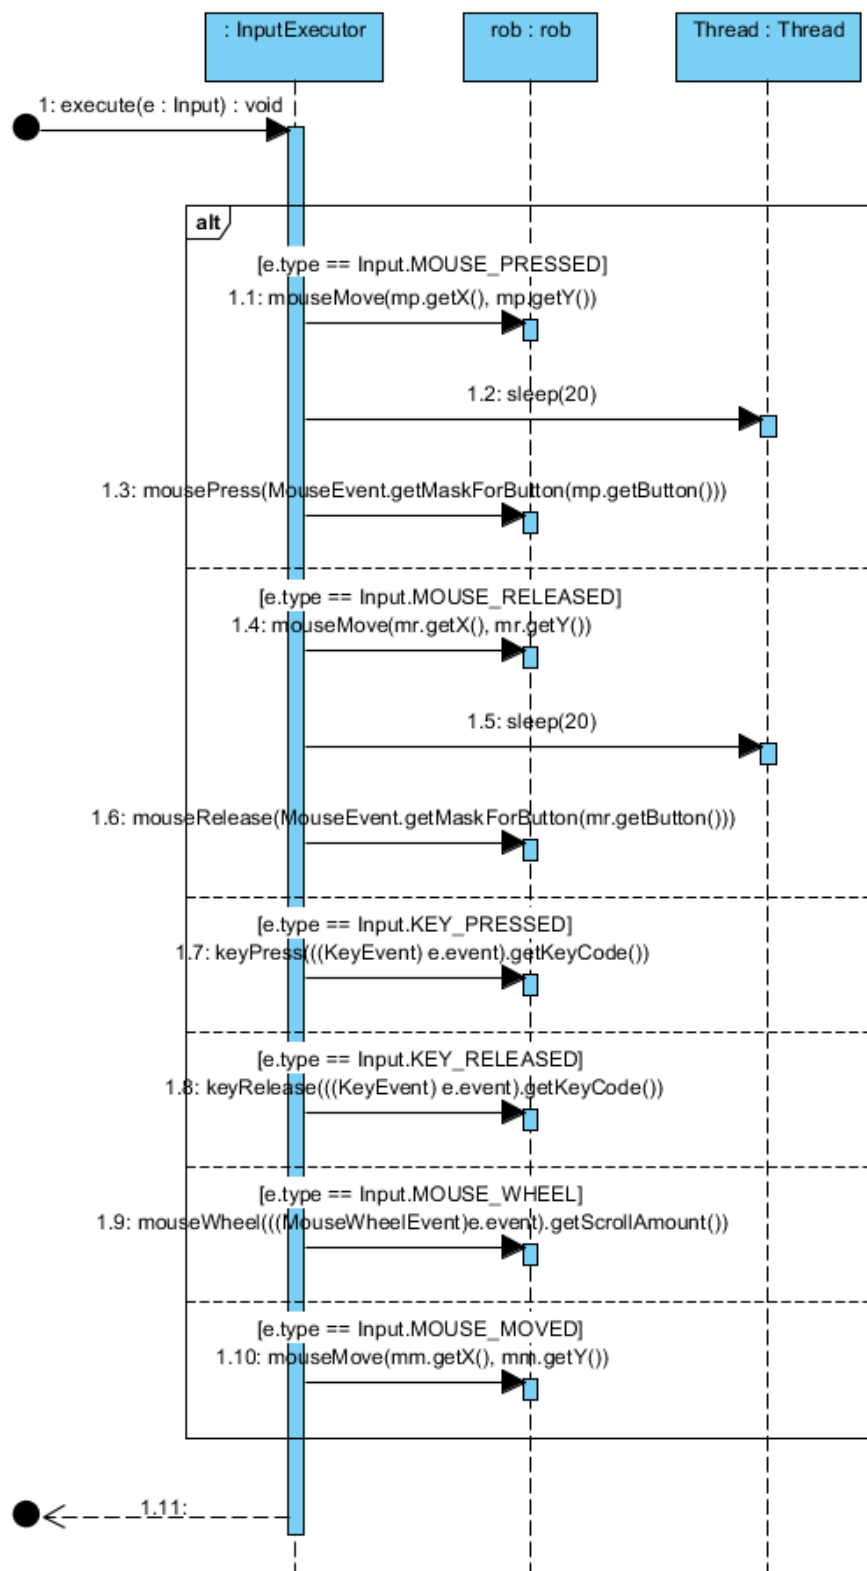 : InputExecutor
rob : rob
Thread : Thread
1: execute(e : Input) : void
alt
[e.type == Input.MOUSE_PRESSED]
1.1: mouseMove(mp.getX(), mp.getY())
1.2: sleep(20)
1.3: mousePress(MouseEvent.getMaskForButton(mp.getButton()))
[e.type == Input.MOUSE_RELEASED]
1.4: mouseMove(mr.getX(), mr.getY())
1.5: sleep(20)
1.6: mouseRelease(MouseEvent.getMaskForButton(mr.getButton()))
[e.type == Input.KEY_PRESSED]
1.7: keyPress(((KeyEvent) e.event).getKeyCode())
[e.type == Input.KEY_RELEASED]
1.8: keyRelease(((KeyEvent) e.event).getKeyCode())
[e.type == Input.MOUSE_WHEEL]
1.9: mouseWheel(((MouseWheelEvent)e.event).getScrollAmount())
[e.type == Input.MOUSE_MOVED]
1.10: mouseMove(mm.getX(), mm.getY())
1.11: